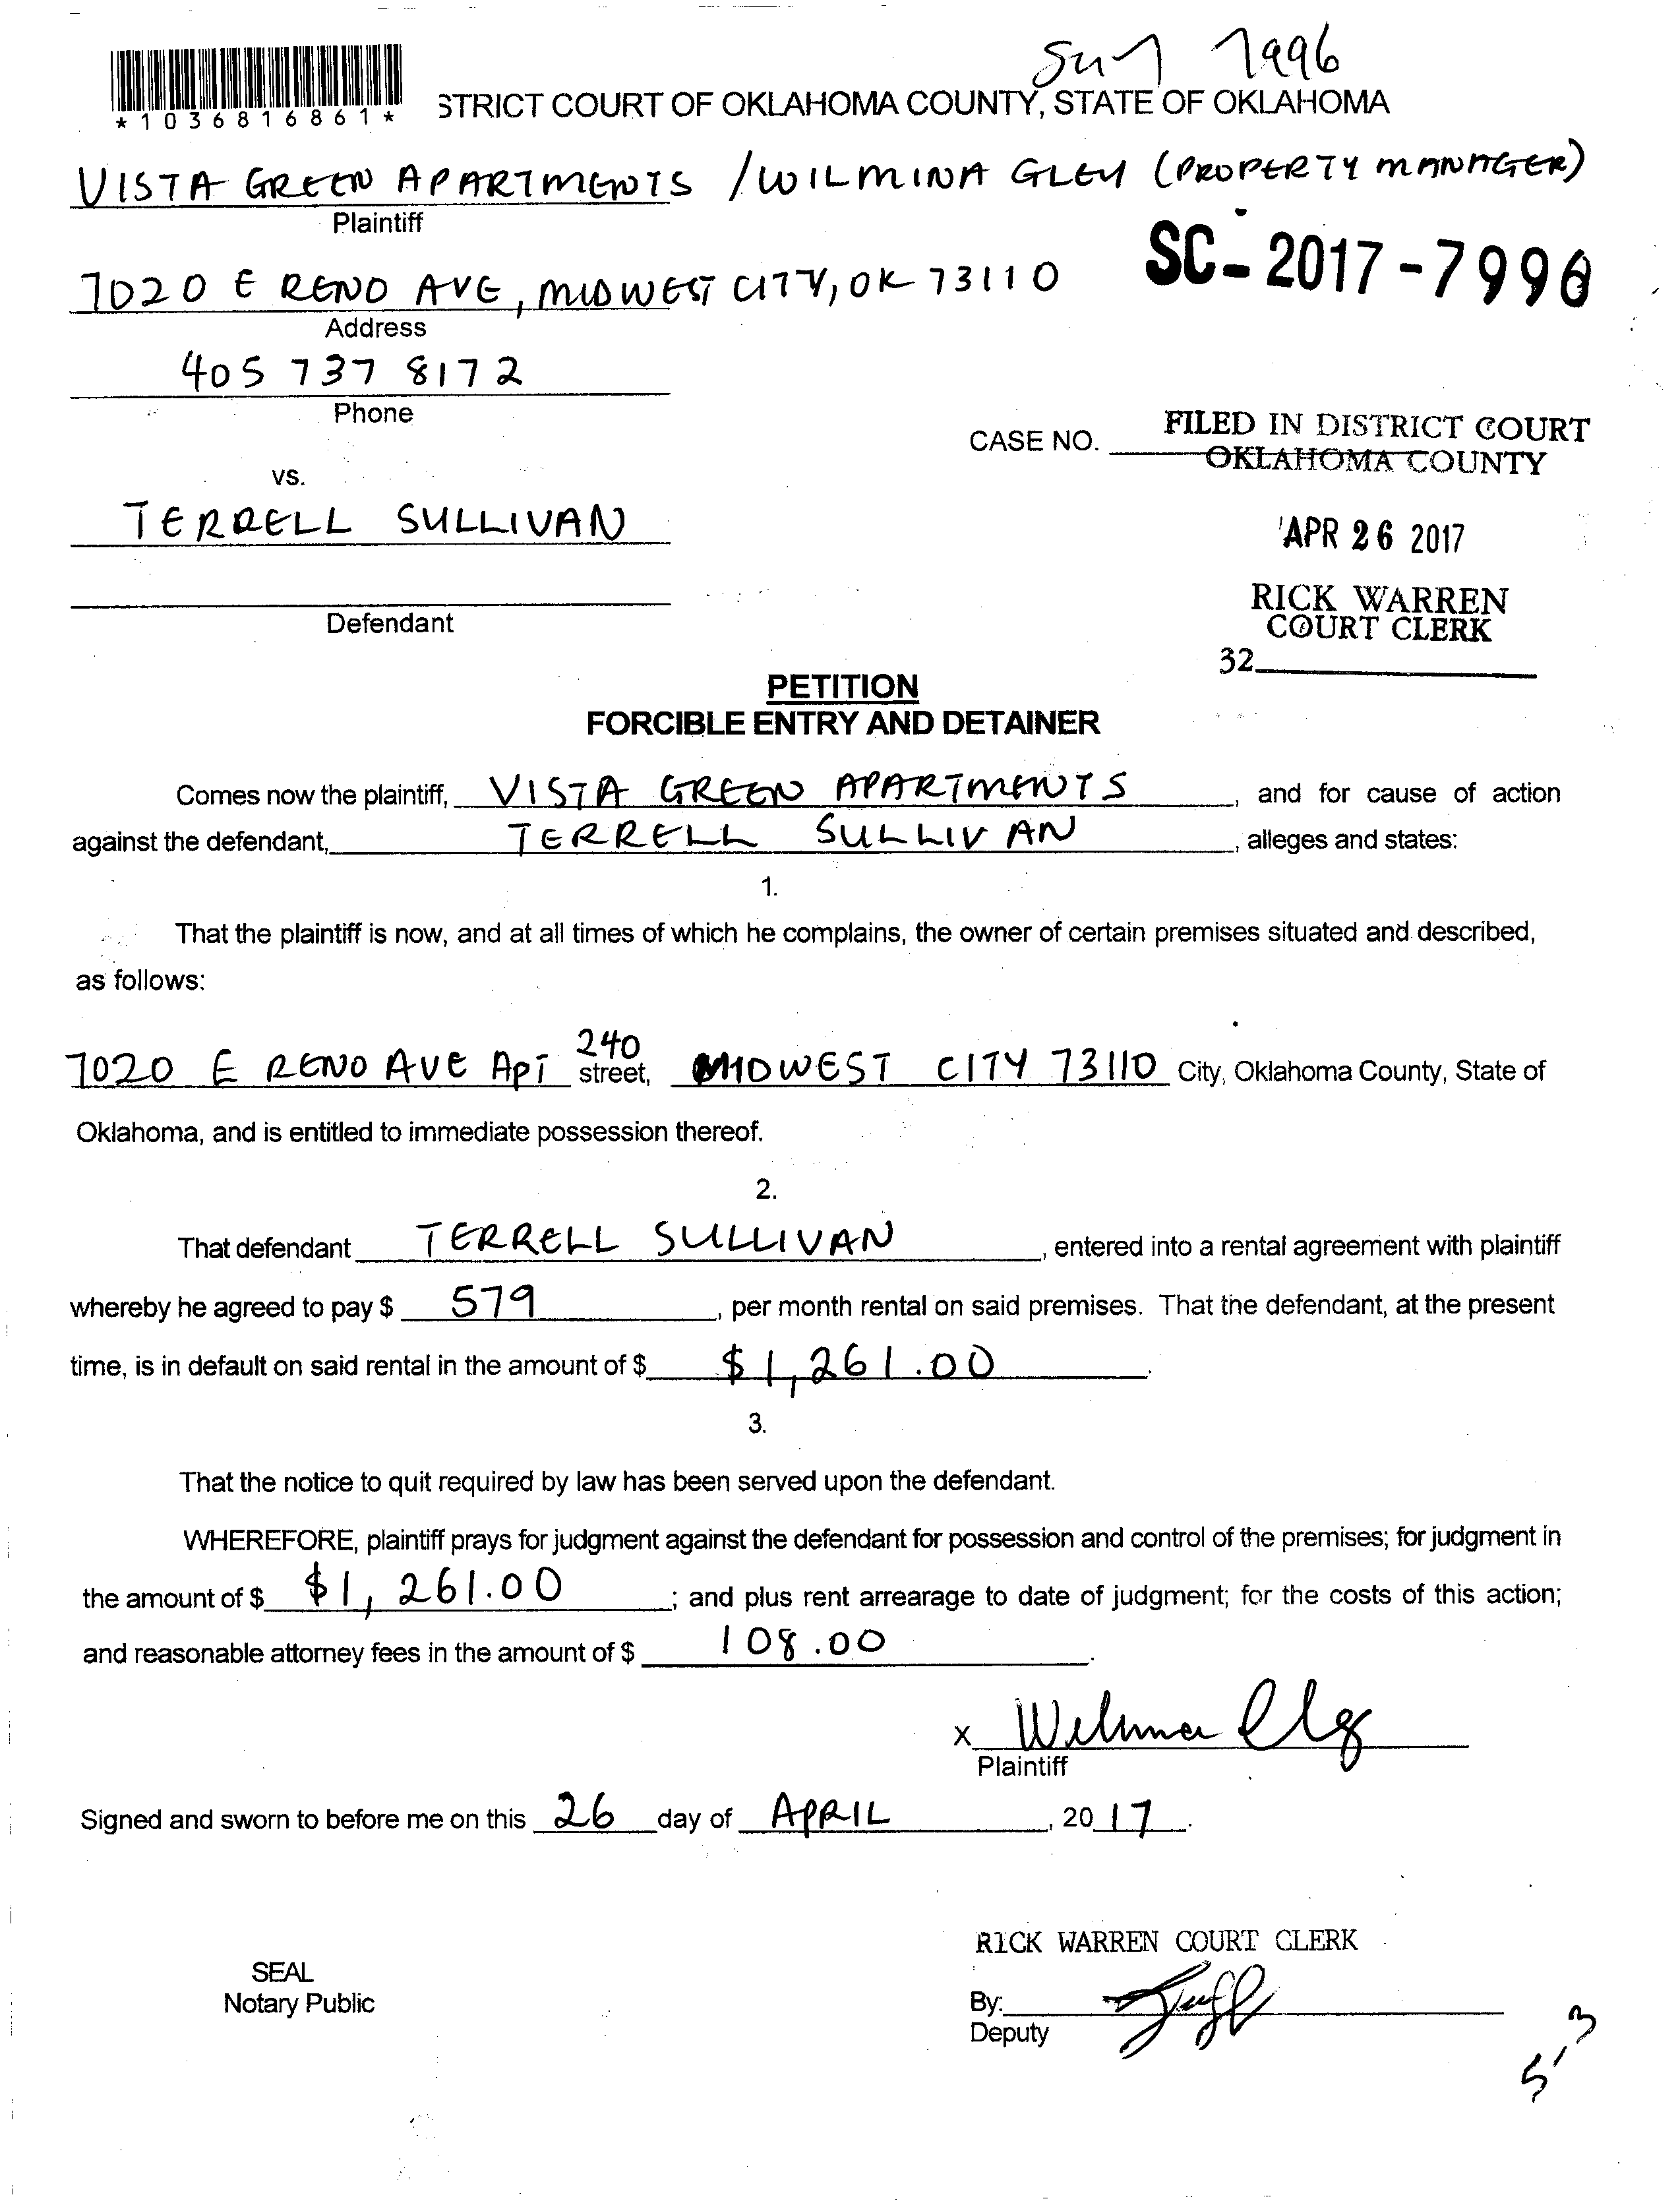 7996
*1036816861*
STRICT COURT OF OKLAHOMA COUNTY, STATE OF OKLAHOMA
VISTA GREEN APARTMENTS / WILMINA GLEY (PROPERTY MANAGER)
Plaintiff
SC-2017-7996
7020 E RENO AVE, MIDWEST CITY, OK 73110
Address
405 737 8172
Phone
CASE NO.
FILED IN DISTRICT COURT
OKLAHOMA COUNTY
vs.
TERRELL SULLIVAN
APR 26 2017
RICK WARREN
COURT CLERK
Defendant
32
PETITION
FORCIBLE ENTRY AND DETAINER
Comes now the plaintiff, VISTA GREEN APARTMENTS, and for cause of action
against the defendant, TERRELL SULLIVAN, alleges and states:
1.
That the plaintiff is now, and at all times of which he complains, the owner of certain premises situated and described,
as follows:
7020 E RENO AVE APT 240 street, MIDWEST CITY 73110 City, Oklahoma County, State of
Oklahoma, and is entitled to immediate possession thereof.
2.
That defendant TERRELL SULLIVAN, entered into a rental agreement with plaintiff
whereby he agreed to pay $ 579, per month rental on said premises. That the defendant, at the present
time, is in default on said rental in the amount of $ $1,261.00.
3.
That the notice to quit required by law has been served upon the defendant.
WHEREFORE, plaintiff prays for judgment against the defendant for possession and control of the premises; for judgment in
the amount of $ $1,261.00; and plus rent arrearage to date of judgment; for the costs of this action;
and reasonable attorney fees in the amount of $ 108.00.
x Wilmina
Plaintiff
Signed and sworn to before me on this 26 day of APRIL, 2017.
RICK WARREN COURT CLERK
SEAL
Notary Public
By:
Deputy